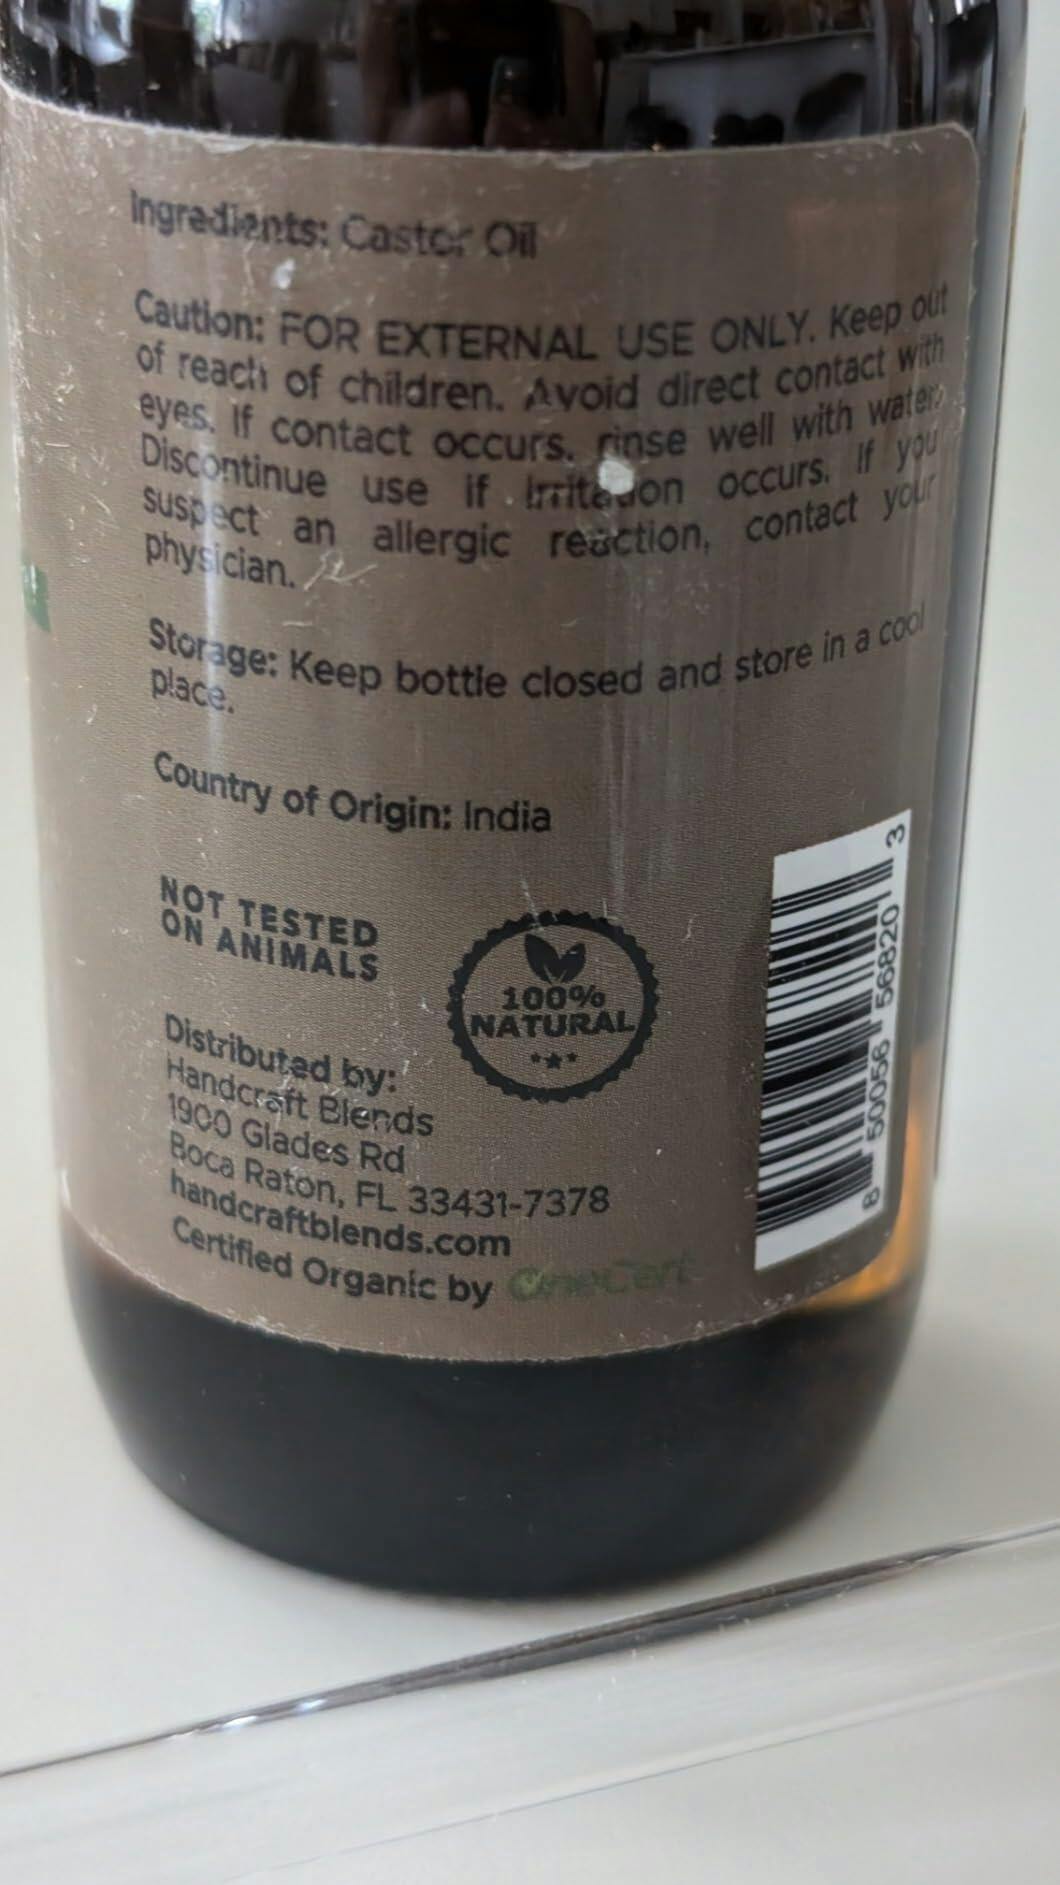 Ingredients: Castor Oil
Caution: FOR EXTERNAL USE ONLY. Keep out
of reach of children. Avoid direct contact with
eyes. If contact occurs, rinse well with water.
Discontinue use if irritation occurs. If you
suspect an allergic reaction, contact your
physician.
Storage: Keep bottle closed and store in a cool
place.
Country of Origin: India
NOT TESTED
ON ANIMALS
100%
NATURAL
Distributed by:
Handcraft Blends
1900 Glades Rd
Boca Raton, FL 33431-7378
handcraftblends.com
Certified Organic by OneCert
8 50056 56820 3